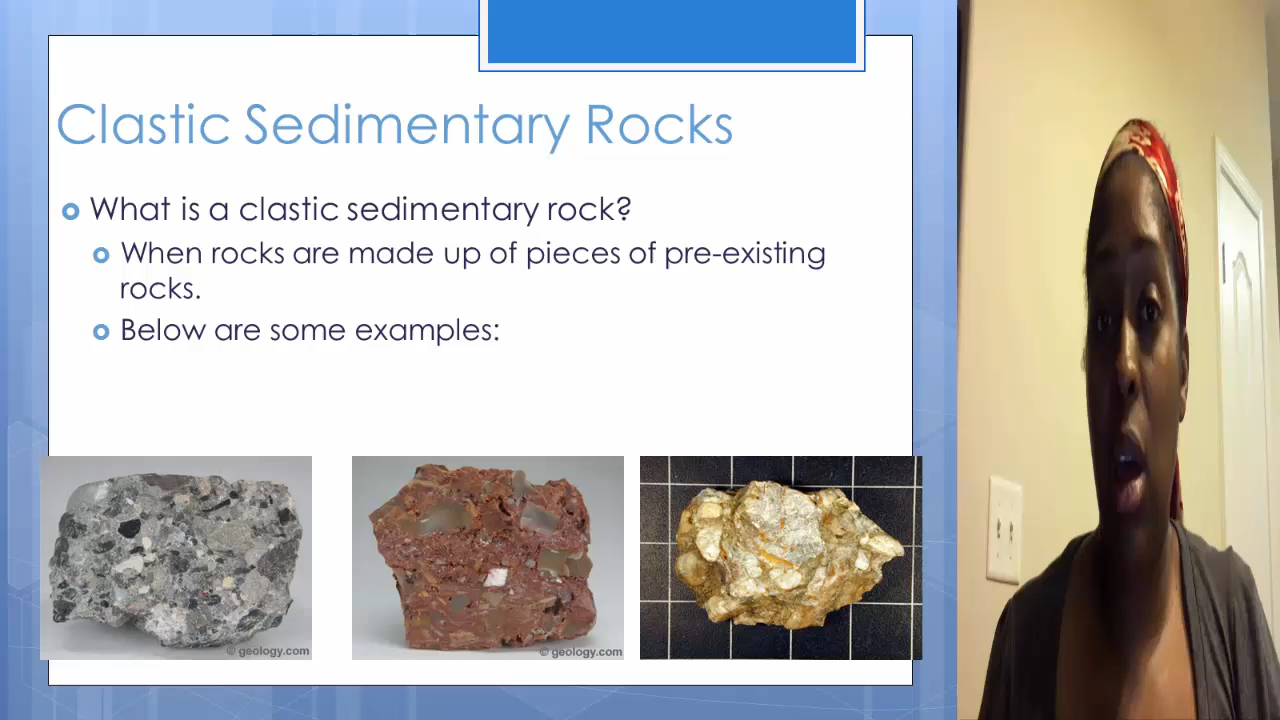 Clastic Sedimentary Rocks
What is a clastic sedimentary rock?
When rocks are made up of pieces of pre-existing
rocks.
Below are some examples:
© geology.com
© geology.com